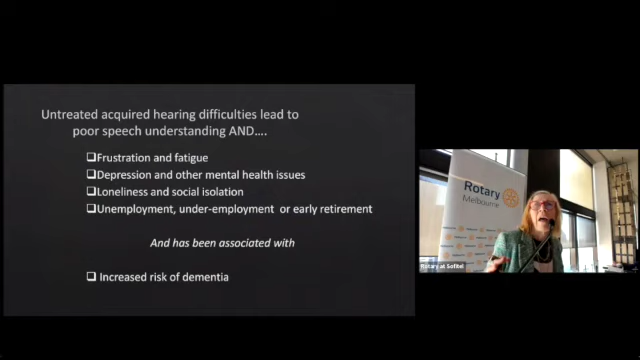 Untreated acquired hearing difficulties lead to
poor speech understanding AND….
❑Frustration and fatigue
❑Depression and other mental health issues
❑Loneliness and social isolation
❑Unemployment, under-employment or early retirement
And has been associated with
❑ Increased risk of dementia
Rotary
Melbourne
Rotary at Sofitel